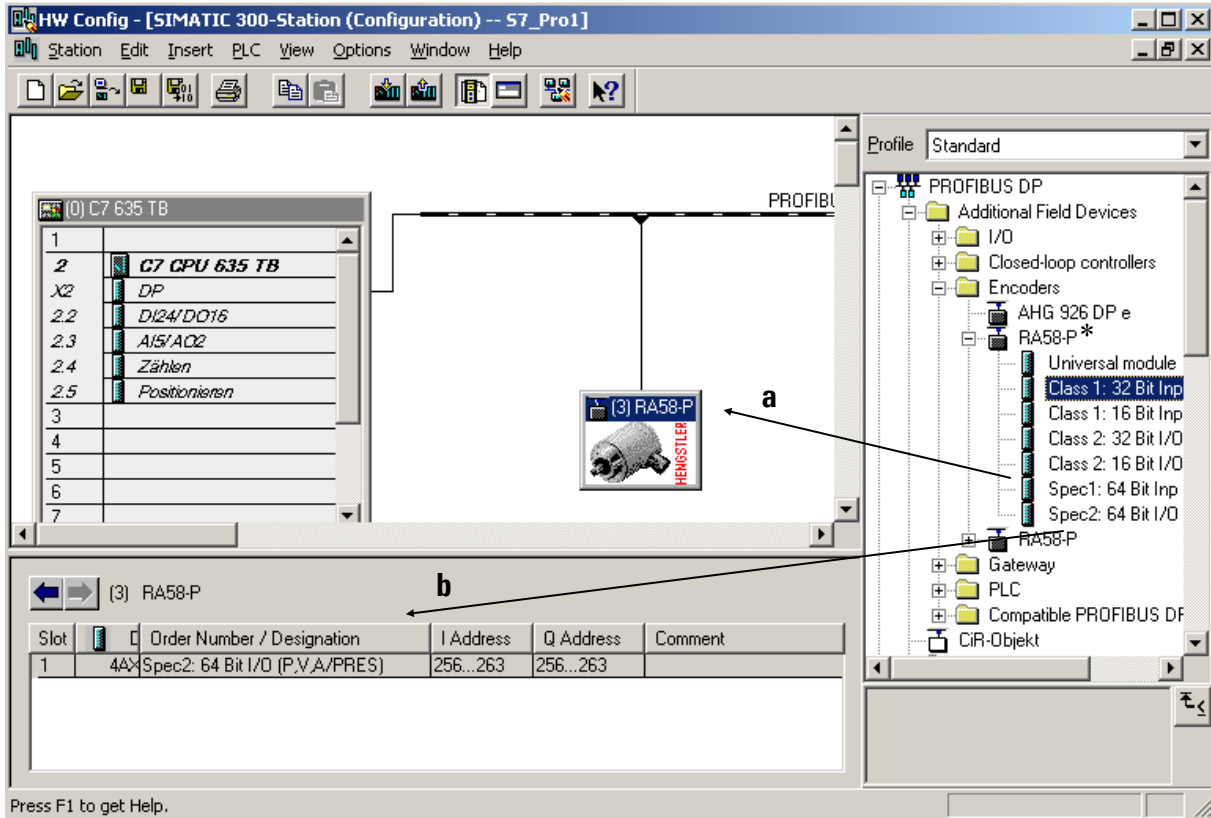 HW Config - [SIMATIC 300-Station (Configuration) -- S7_Pro1]
Station Edit Insert PLC View Options Window Help
(0) C7 635 TB
1
2 C7 CPU 635 TB
X2 DP
2.2 DI24/DO16
2.3 AI5/AO2
2.4 Zählen
2.5 Positionieren
3
4
5
6
7
PROFIBU
(3) RA58-P
HENGSTLER
a
Profile Standard
PROFIBUS DP
Additional Field Devices
I/O
Closed-loop controllers
Encoders
AHG 926 DP e
RA58-P*
Universal module
Class 1: 32 Bit Inp
Class 1: 16 Bit Inp
Class 2: 32 Bit I/O
Class 2: 16 Bit I/O
Spec1: 64 Bit Inp
Spec2: 64 Bit I/O
RA58-P
Gateway
PLC
Compatible PROFIBUS DP
CiR-Objekt
(3) RA58-P
b
Slot D Order Number / Designation I Address Q Address Comment
1 4AX Spec2: 64 Bit I/O (P,V,A/PRES) 256...263 256...263
Press F1 to get Help.